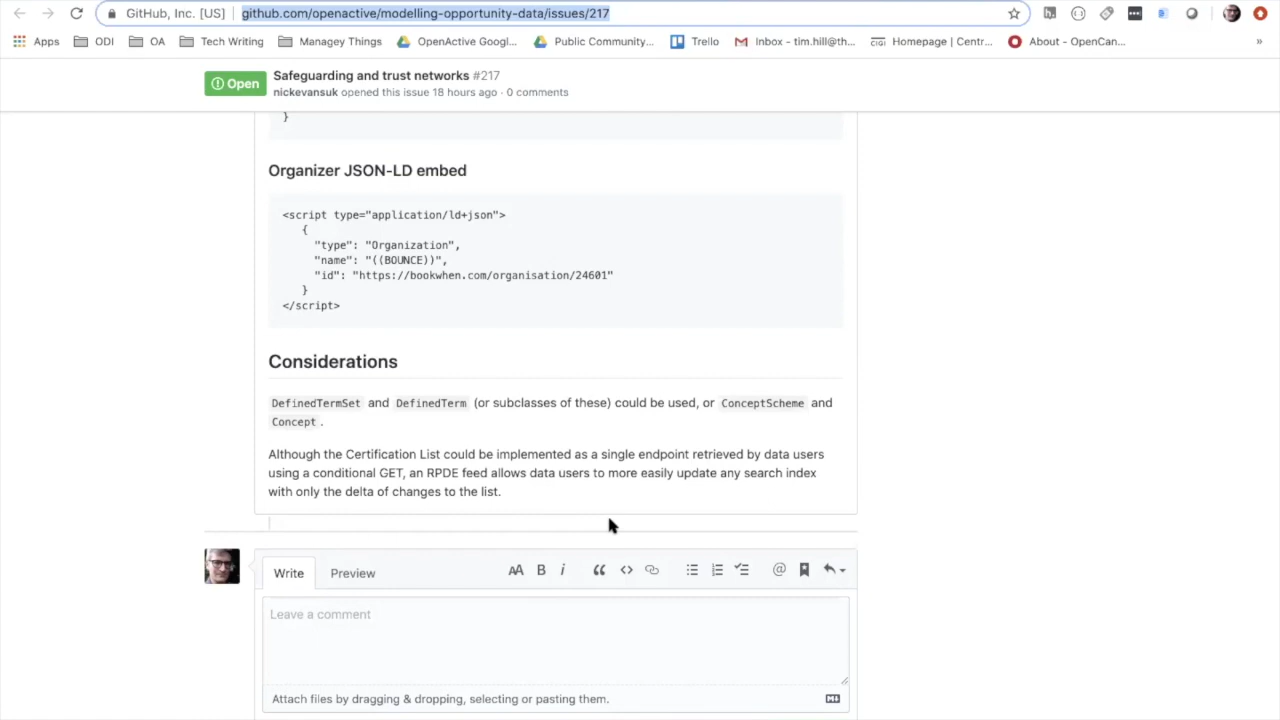 GitHub, Inc. [US] github.com/openactive/modelling-opportunity-data/issues/217
Apps ODI OA Tech Writing Managey Things OpenActive Googl... Public Community... Trello Inbox - tim.hill@th... CIGI Homepage | Centr... About - OpenCan... »
Open Safeguarding and trust networks #217
nickevansuk opened this issue 18 hours ago · 0 comments
}
Organizer JSON-LD embed
<script type="application/ld+json">
{
"type": "Organization",
"name": "((BOUNCE))",
"id": "https://bookwhen.com/organisation/24601"
}
</script>
Considerations
DefinedTermSet and DefinedTerm (or subclasses of these) could be used, or ConceptScheme and
Concept.
Although the Certification List could be implemented as a single endpoint retrieved by data users
using a conditional GET, an RPDE feed allows data users to more easily update any search index
with only the delta of changes to the list.
Write Preview AA B i
Leave a comment
Attach files by dragging & dropping, selecting or pasting them.